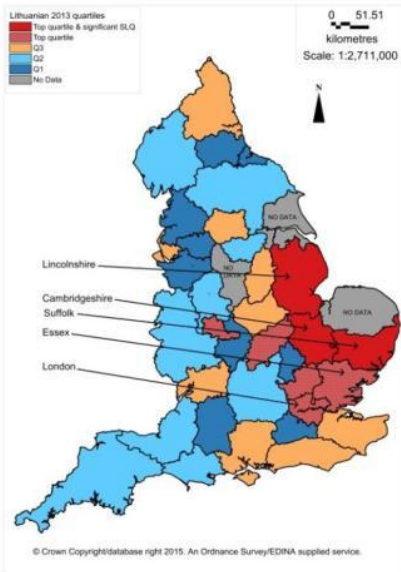 Lithuanian 2013 quartiles
Top quartile & significant SLQ
Top quartile
Q3
Q2
Q1
No Data
0 51.51
kilometres
Scale: 1:2,711,000
N
NO DATA
NO
DATA
NO DATA
Lincolnshire
Cambridgeshire
Suffolk
Essex
London
© Crown Copyright/database right 2015. An Ordnance Survey/EDINA supplied service.